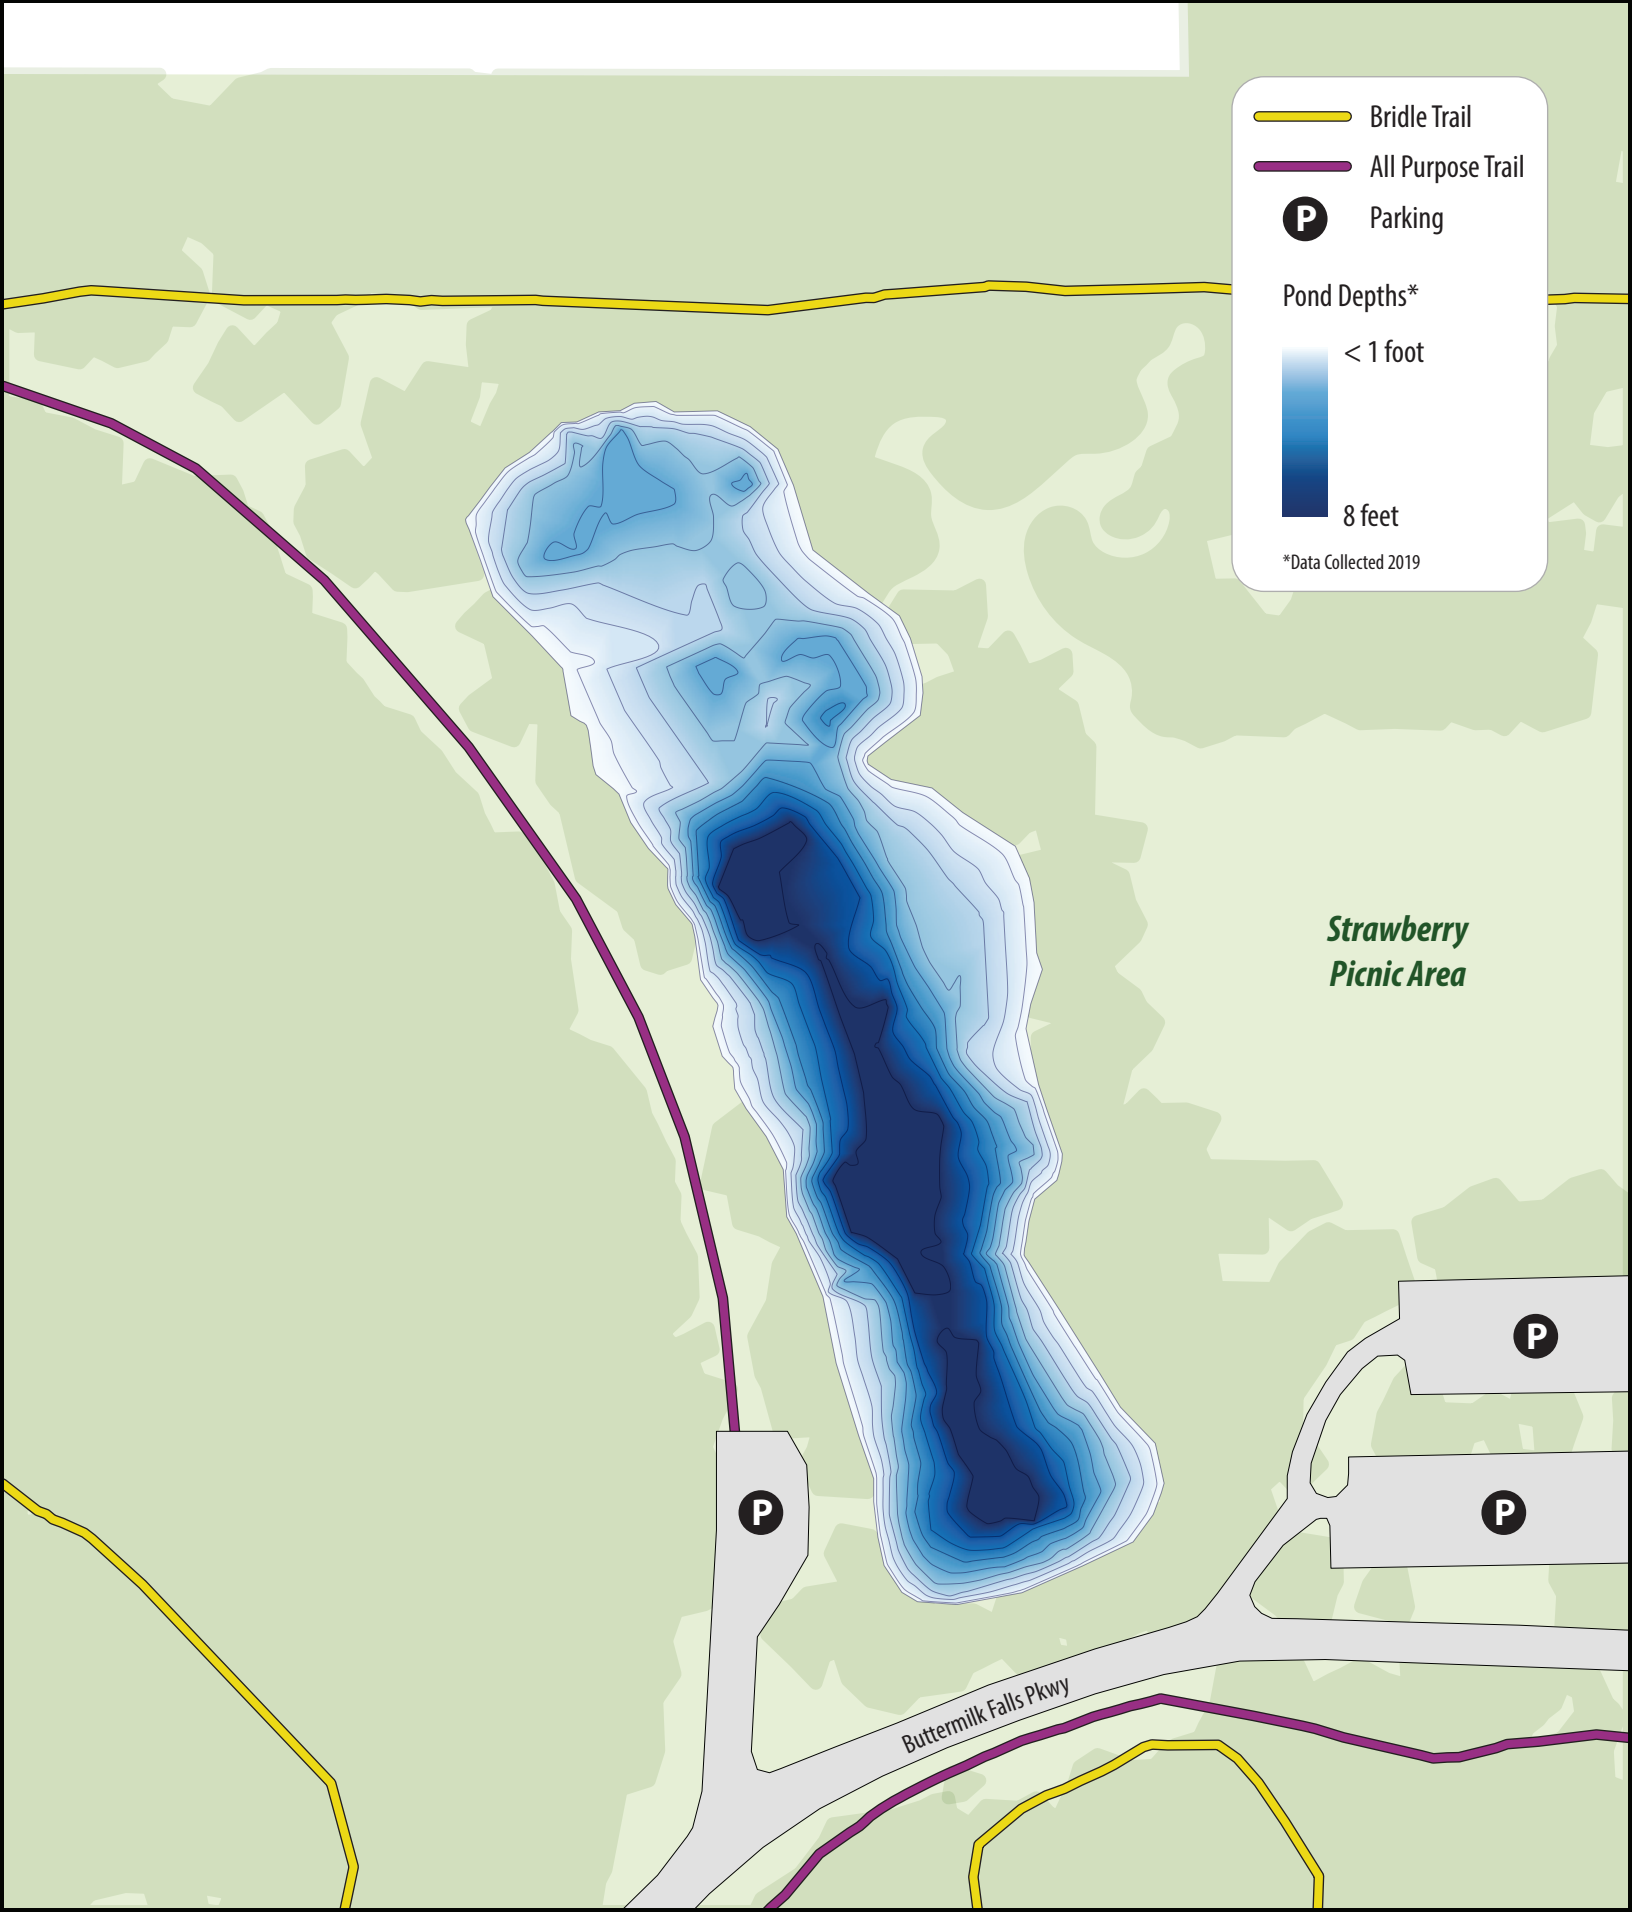 Bridle Trail
All Purpose Trail
P Parking
Pond Depths*
< 1 foot
8 feet
*Data Collected 2019
Strawberry
Picnic Area
P
P
P
Buttermilk Falls Pkwy